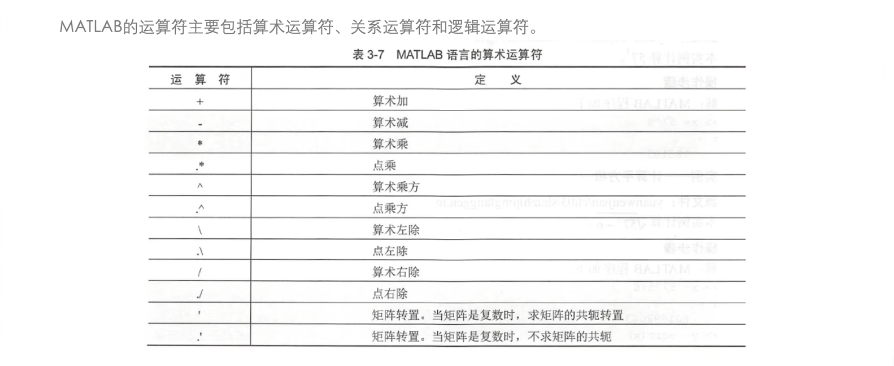 MATLAB的运算符主要包括算术运算符、关系运算符和逻辑运算符。
表 3-7 MATLAB 语言的算术运算符
运 算 符 定 义
+ 算术加
- 算术减
* 算术乘
.* 点乘
^ 算术乘方
.^ 点乘方
\ 算术左除
.\ 点左除
/ 算术右除
./ 点右除
' 矩阵转置。当矩阵是复数时，求矩阵的共轭转置
.' 矩阵转置。当矩阵是复数时，不求矩阵的共轭